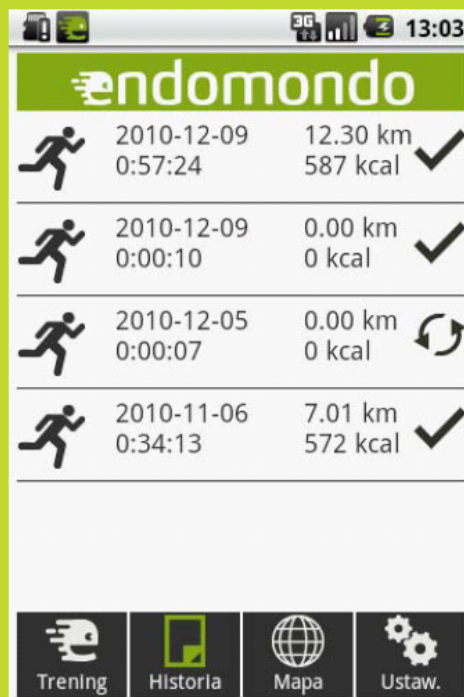 3G 13:03
endomondo
2010-12-09 12.30 km
0:57:24 587 kcal
2010-12-09 0.00 km
0:00:10 0 kcal
2010-12-05 0.00 km
0:00:07 0 kcal
2010-11-06 7.01 km
0:34:13 572 kcal
Trening Historia Mapa Ustaw.